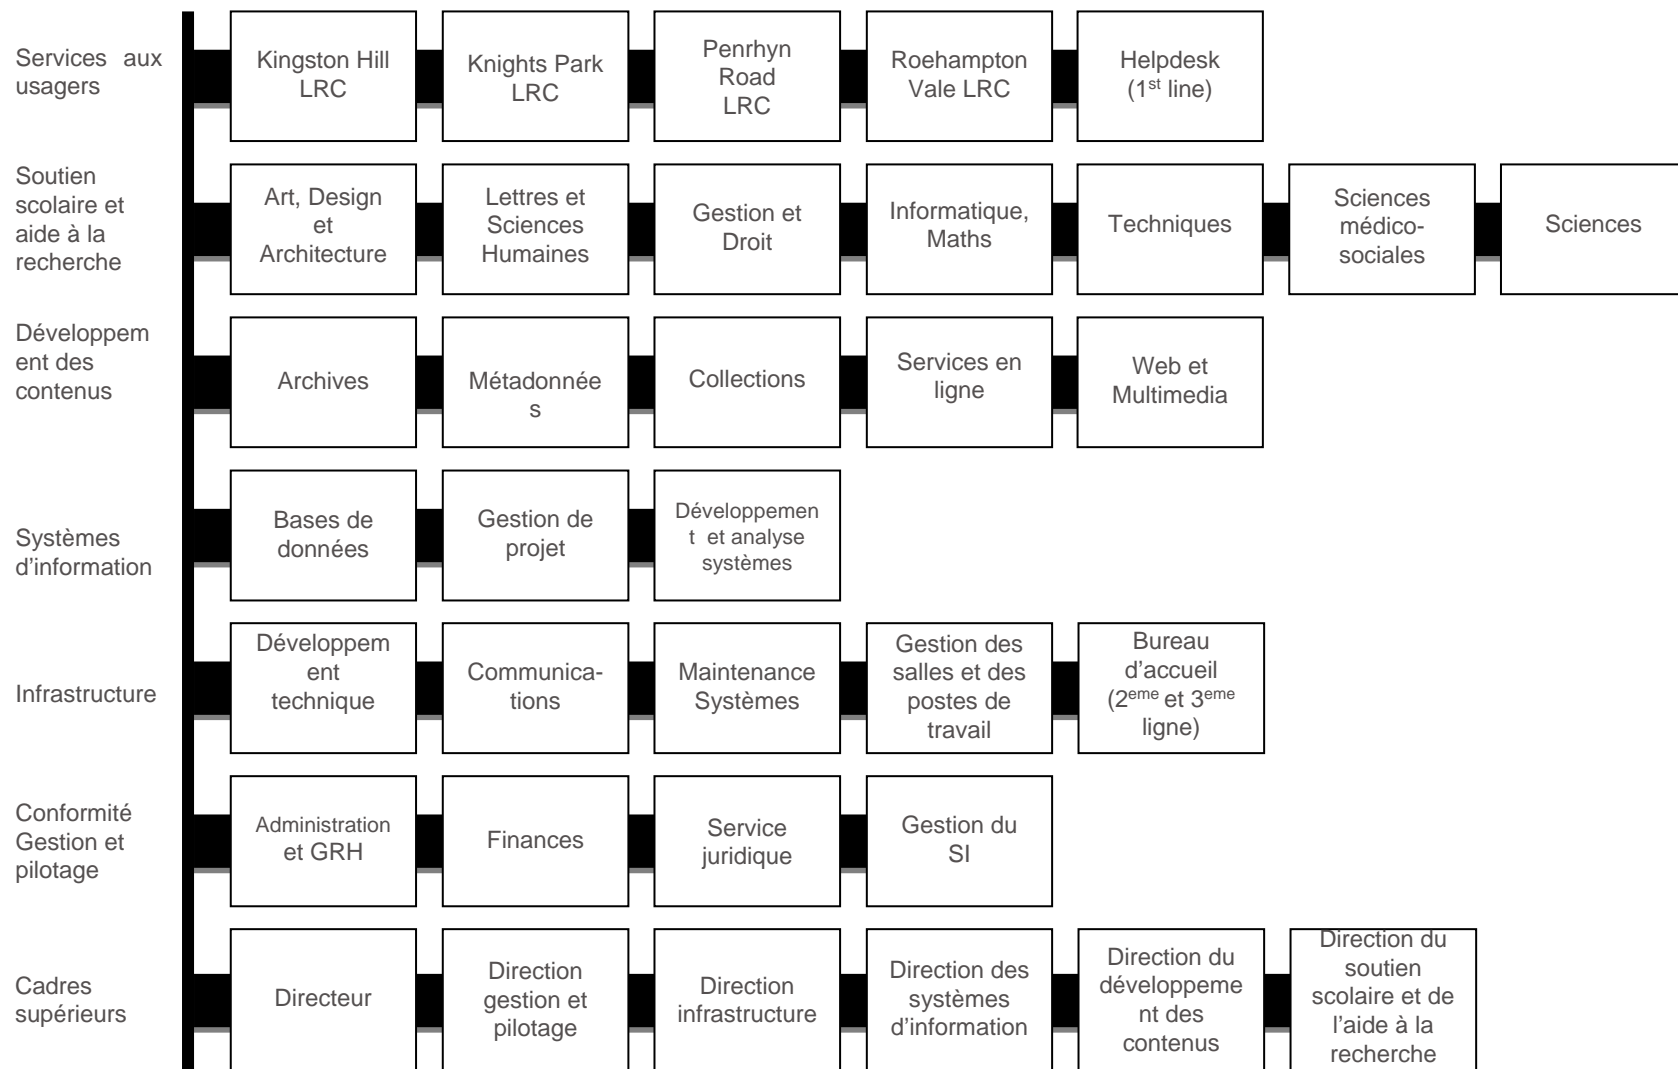 Services aux
usagers
Kingston Hill
LRC
Knights Park
LRC
Penrhyn
Road
LRC
Roehampton
Vale LRC
Helpdesk
(1st line)
Soutien
scolaire et
aide à la
recherche
Art, Design
et
Architecture
Lettres et
Sciences
Humaines
Gestion et
Droit
Informatique,
Maths
Techniques
Sciences
médico-
sociales
Sciences
Développem
ent des
contenus
Archives
Métadonnée
s
Collections
Services en
ligne
Web et
Multimedia
Systèmes
d’information
Bases de
données
Gestion de
projet
Développemen
t et analyse
systèmes
Infrastructure
Développem
ent
technique
Communica-
tions
Maintenance
Systèmes
Gestion des
salles et des
postes de
travail
Bureau
d’accueil
(2eme et 3eme
ligne)
Conformité
Gestion et
pilotage
Administration
et GRH
Finances
Service
juridique
Gestion du
SI
Cadres
supérieurs
Directeur
Direction
gestion et
pilotage
Direction
infrastructure
Direction des
systèmes
d’information
Direction du
développeme
nt des
contenus
Direction du
soutien
scolaire et de
l’aide à la
recherche